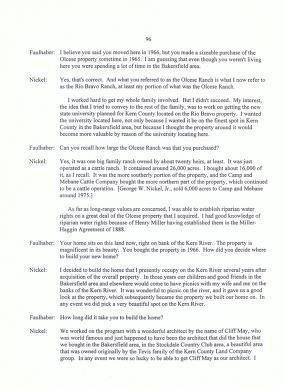 96
Faulhaber: I believe you said you moved here in 1966, but you made a sizable purchase of the
Olcese property sometime in 1965. I am guessing that even though you weren't living
here you were spending a lot of time in the Bakersfield area.
Nickel: Yes, that's correct. And what you referred to as the Olcese Ranch is what I now refer to
as the Rio Bravo Ranch, at least my portion of what was the Olcese.
I worked hard to get my whole family involved. But I didn't succeed. My interest,
the idea that I tried to convey to the rest of the family, was to work on getting the new
state university planned for Kern County located on the Rio Bravo property. I wanted
the university located here, not only because I wanted it to be on the finest spot in Kern
County in the Bakersfield area, but because I thought the property around it would
become more valuable by reason of the university locating here.
Faulhaber: Can you recall how large the Olcese Ranch was that you purchased?
Nickel: Yes, it was one big family ranch owned by about twenty heirs, at least. It was just
operated as a cattle ranch. It contained around 26,000 acres. I bought about 16,000 of
it, as I recall. It was the more southerly portion of the property, and the Camp and
Mebane Cattle Company bought the more northern part of the property, which continued
to be a cattle operation. [George W. Nickel, Jr., sold 6,000 acres to Camp and Mebane
around 1975.]
As far as long-range values are concerned, I was able to establish riparian water
rights on a great deal of the Olcese property that I acquired. I had good knowledge of
riparian water rights because of Henry Miller having established them in the Miller-
Haggin Agreement of 1888.
Faulhaber: Your home sits on this land now, right on bank of the Kern River. The property is
magnificent in its beauty. You bought the property in 1966. How did you decide where
to build your new home?
Nickel: I decided to build the home that I presently occupy on the Kern River several years after
acquisition of the overall property. In those years our children and good friends in the
Bakersfield area and elsewhere would come to picnic with my wife and me on the
banks of the Kern River. It was wonderful to picnic on the river, and it gave us a good
look at the property, which subsequently became the property we built our home on. In
any event we did pick a very beautiful spot on the Kern River.
Faulhaber: How long did it take you to build the home?
Nickel: We worked on the program with a wonderful architect by the name of Cliff May, who
was world famous and just happened to have been the architect that did the house that
we bought in the Bakersfield area, in the Stockdale Country Club area, a beautiful area
that was owned originally by the Tevis family of the Kern County Land Company
group. In any event we were so lucky to be able to get Cliff May as our architect. I